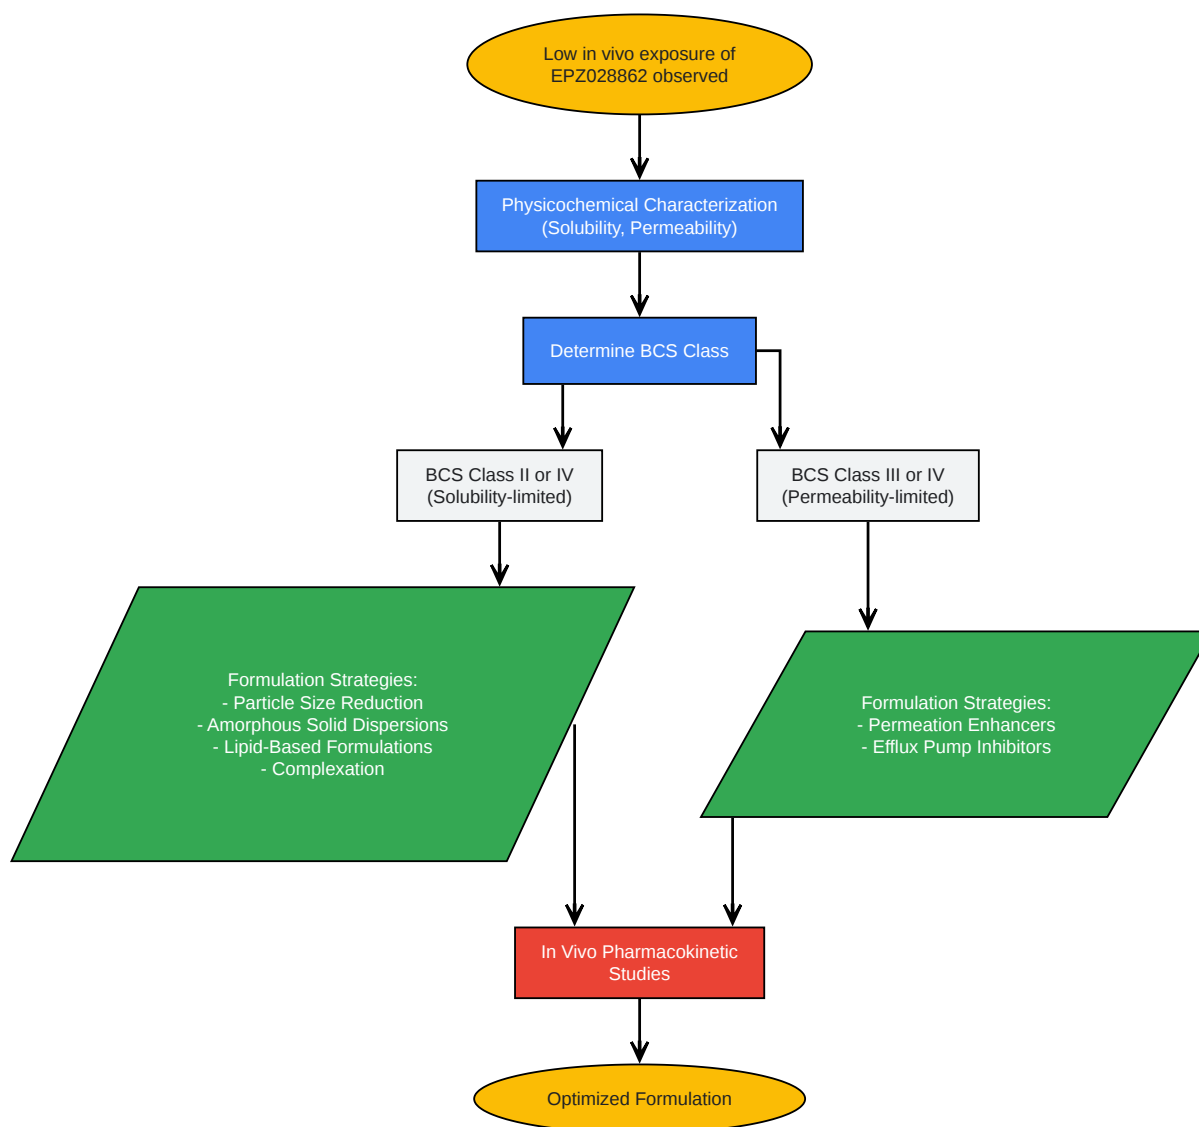 Low in vivo exposure of
EPZ028862 observed
Physicochemical Characterization
(Solubility, Permeability)
Determine BCS Class
BCS Class II or IV
(Solubility-limited)
BCS Class III or IV
(Permeability-limited)
Formulation Strategies:
- Particle Size Reduction
- Amorphous Solid Dispersions
- Lipid-Based Formulations
- Complexation
Formulation Strategies:
- Permeation Enhancers
- Efflux Pump Inhibitors
In Vivo Pharmacokinetic
Studies
Optimized Formulation